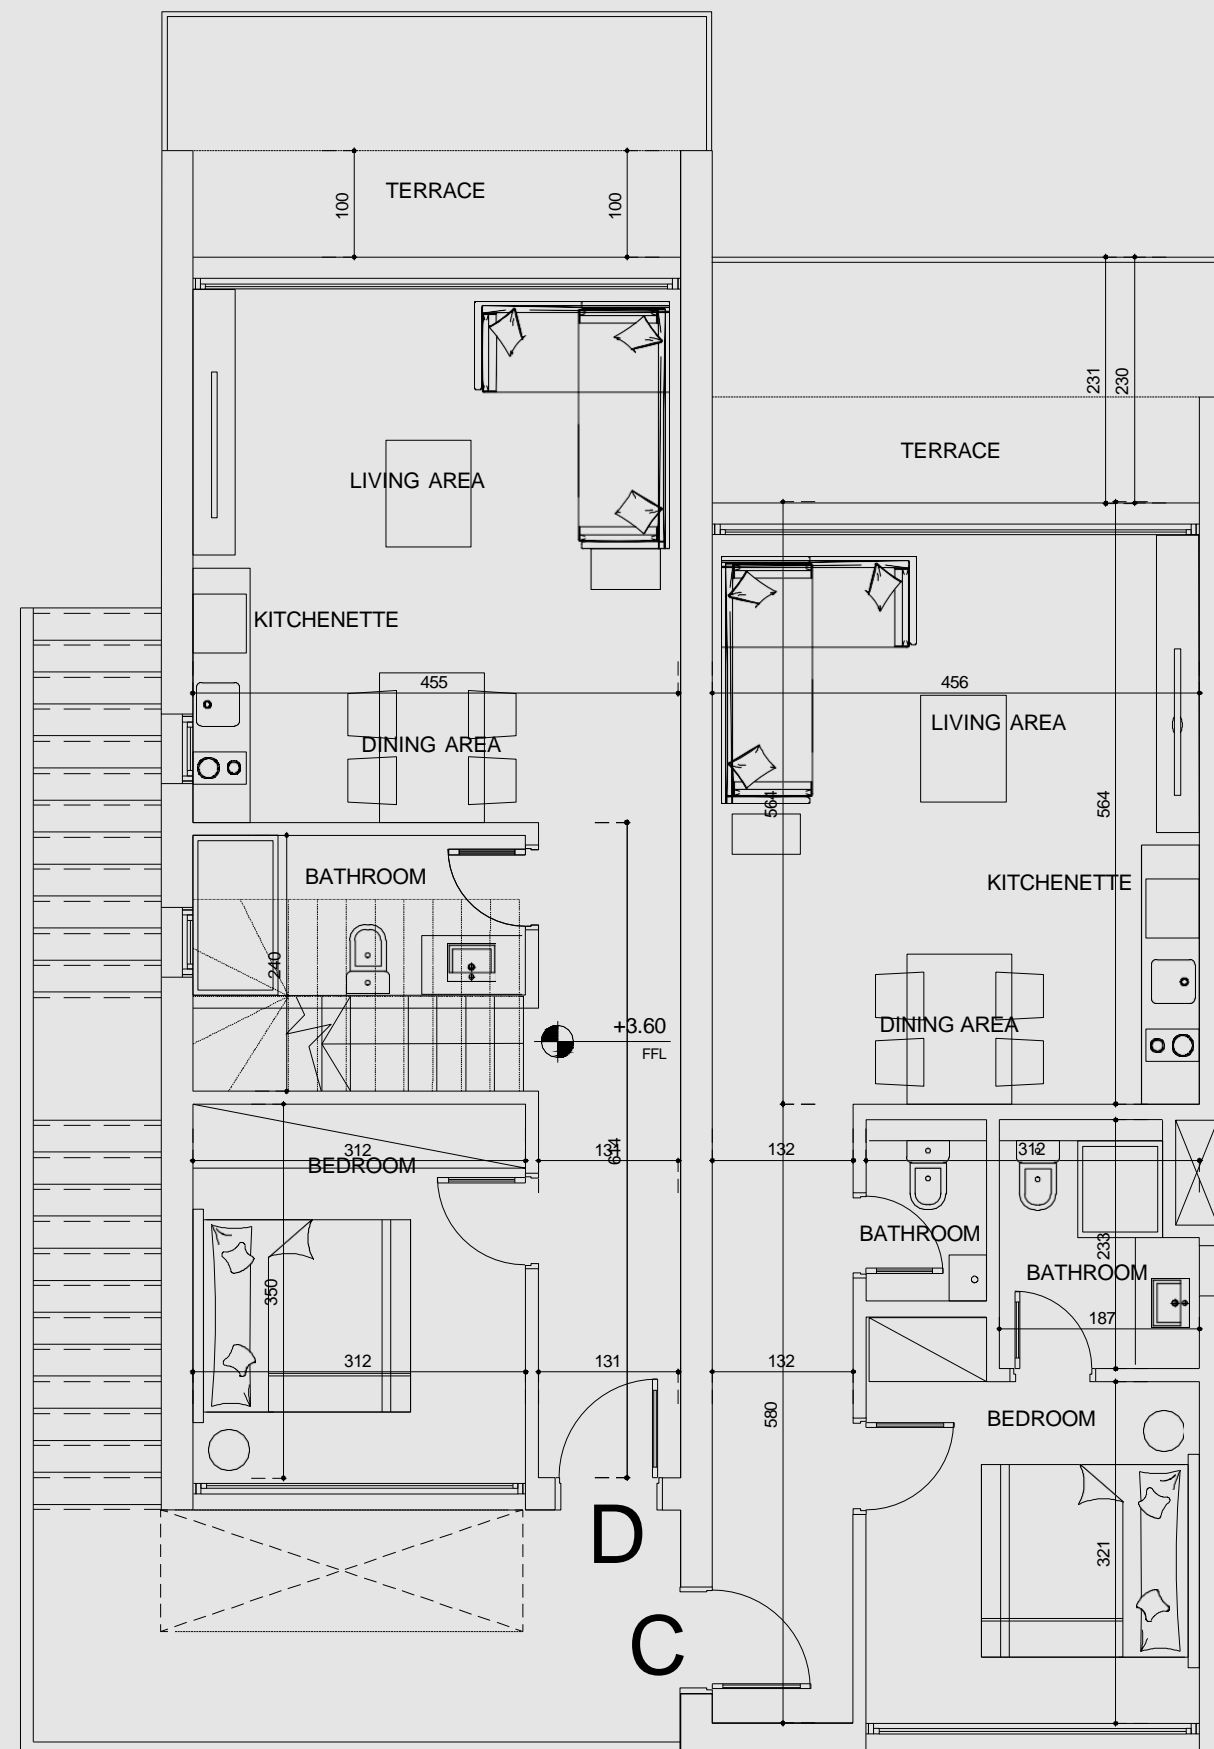 TERRACE
100
100
231
230
TERRACE
LIVING AREA
KITCHENETTE
455
456
LIVING AREA
DINING AREA
564
564
BATHROOM
KITCHENETTE
240
+3.60
FFL
DINING AREA
312
131
614
132
312
BEDROOM
BATHROOM
233
BATHROOM
350
187
312
131
132
580
BEDROOM
D
321
C